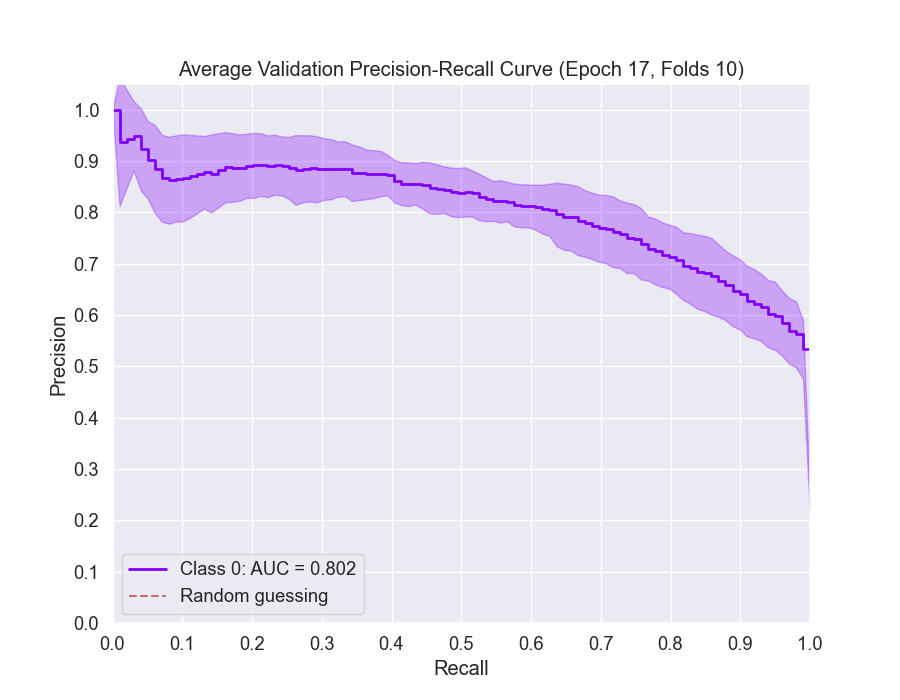 Average Validation Precision-Recall Curve (Epoch 17, Folds 10)
1.0
0.9
0.8
0.7
0.6
0.5
0.4
0.3
0.2
0.1
0.0
Precision
Class 0: AUC = 0.802
Random guessing
0.0 0.1 0.2 0.3 0.4 0.5 0.6 0.7 0.8 0.9 1.0
Recall